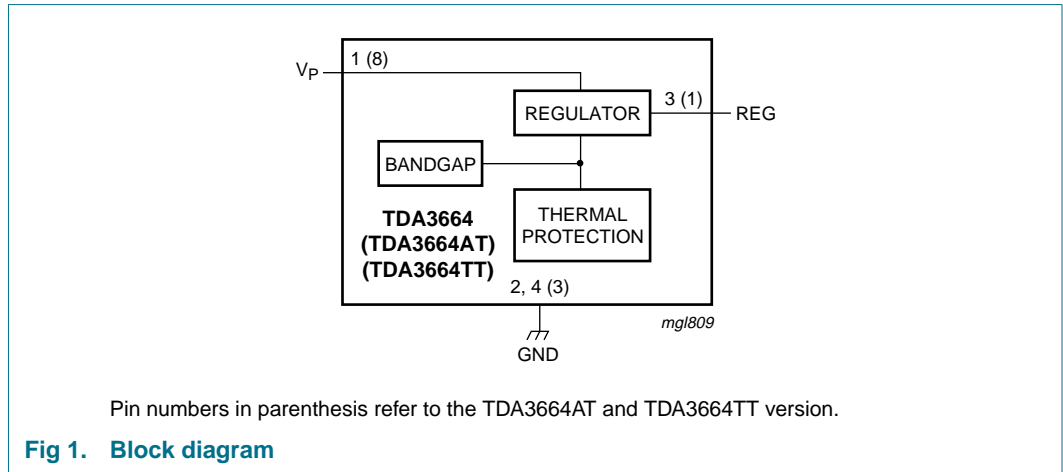 1 (8)
VP
3 (1)
REGULATOR
REG
BANDGAP
THERMAL
PROTECTION
TDA3664
(TDA3664AT)
(TDA3664TT)
2, 4 (3)
mgl809
GND
Pin numbers in parenthesis refer to the TDA3664AT and TDA3664TT version.
Fig 1. Block diagram